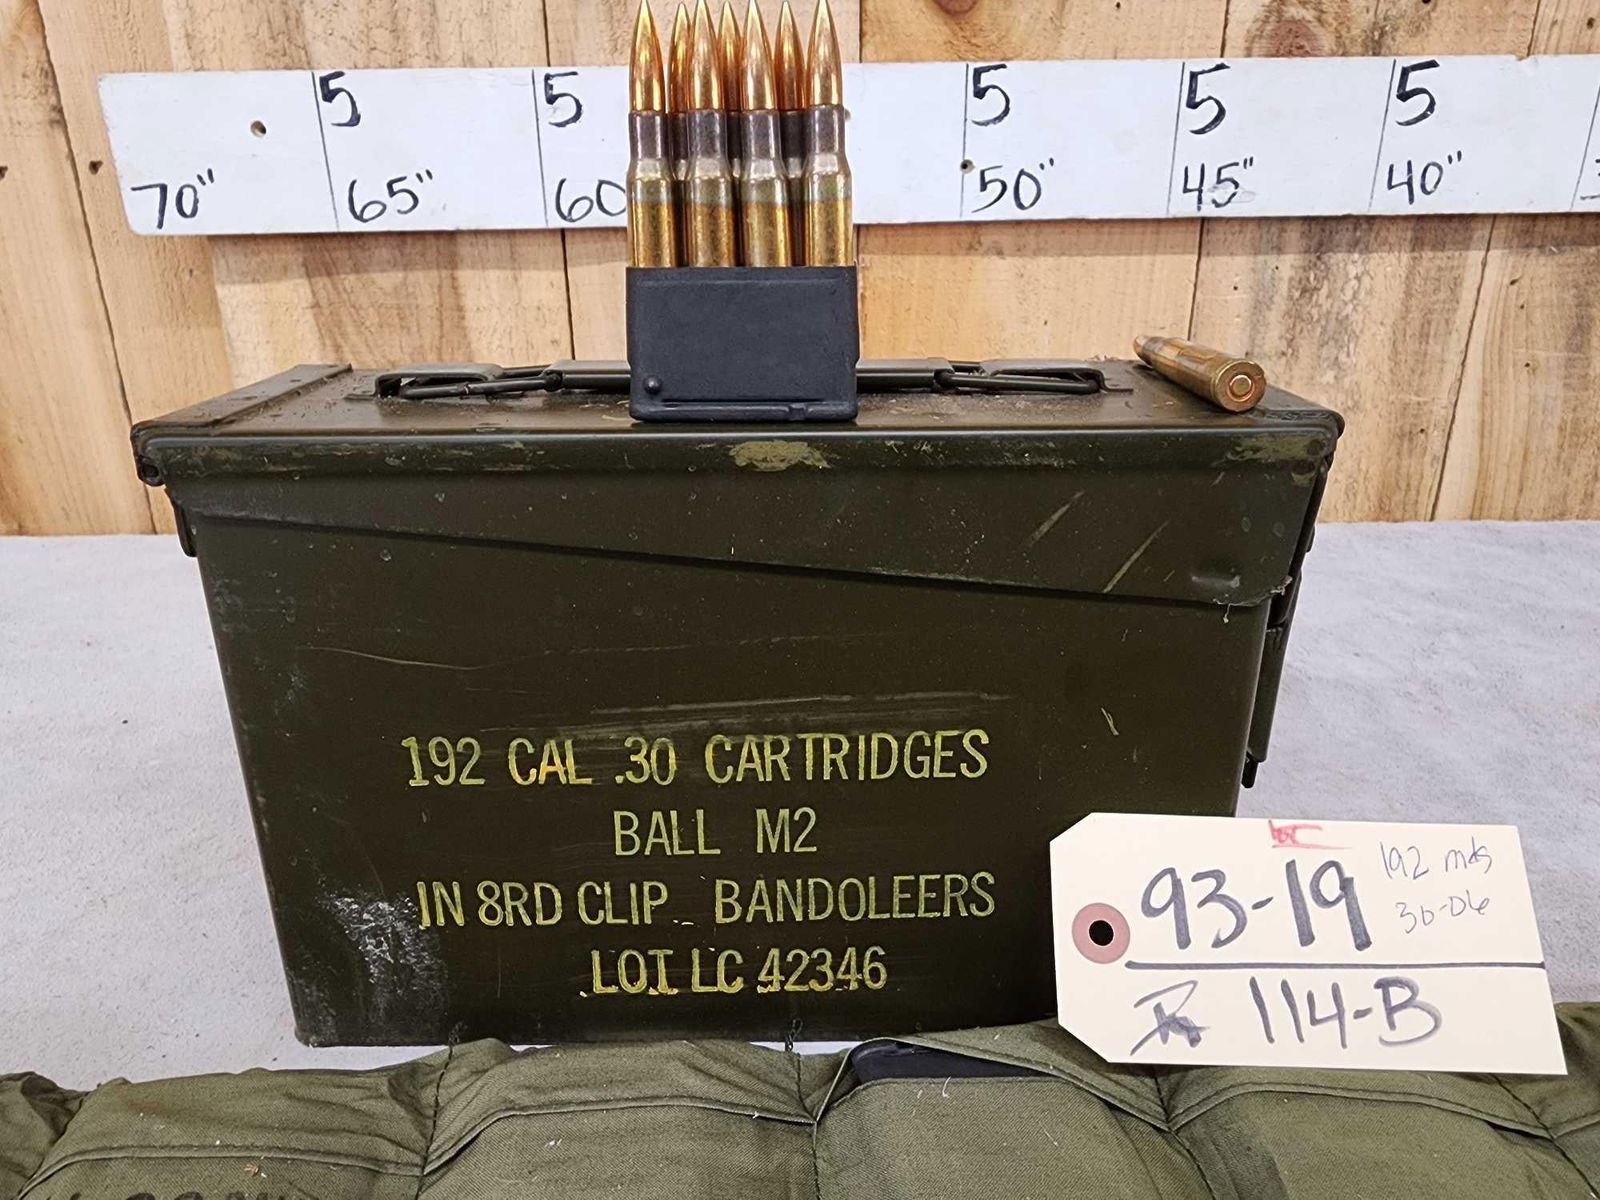 5 5 5 5 5
70" 65" 60 50" 45" 40"
192 CAL .30 CARTRIDGES
BALL M2
IN 8RD CLIP BANDOLEERS
LOT LC 42346
93-19
192 rnds
30-06
114-B